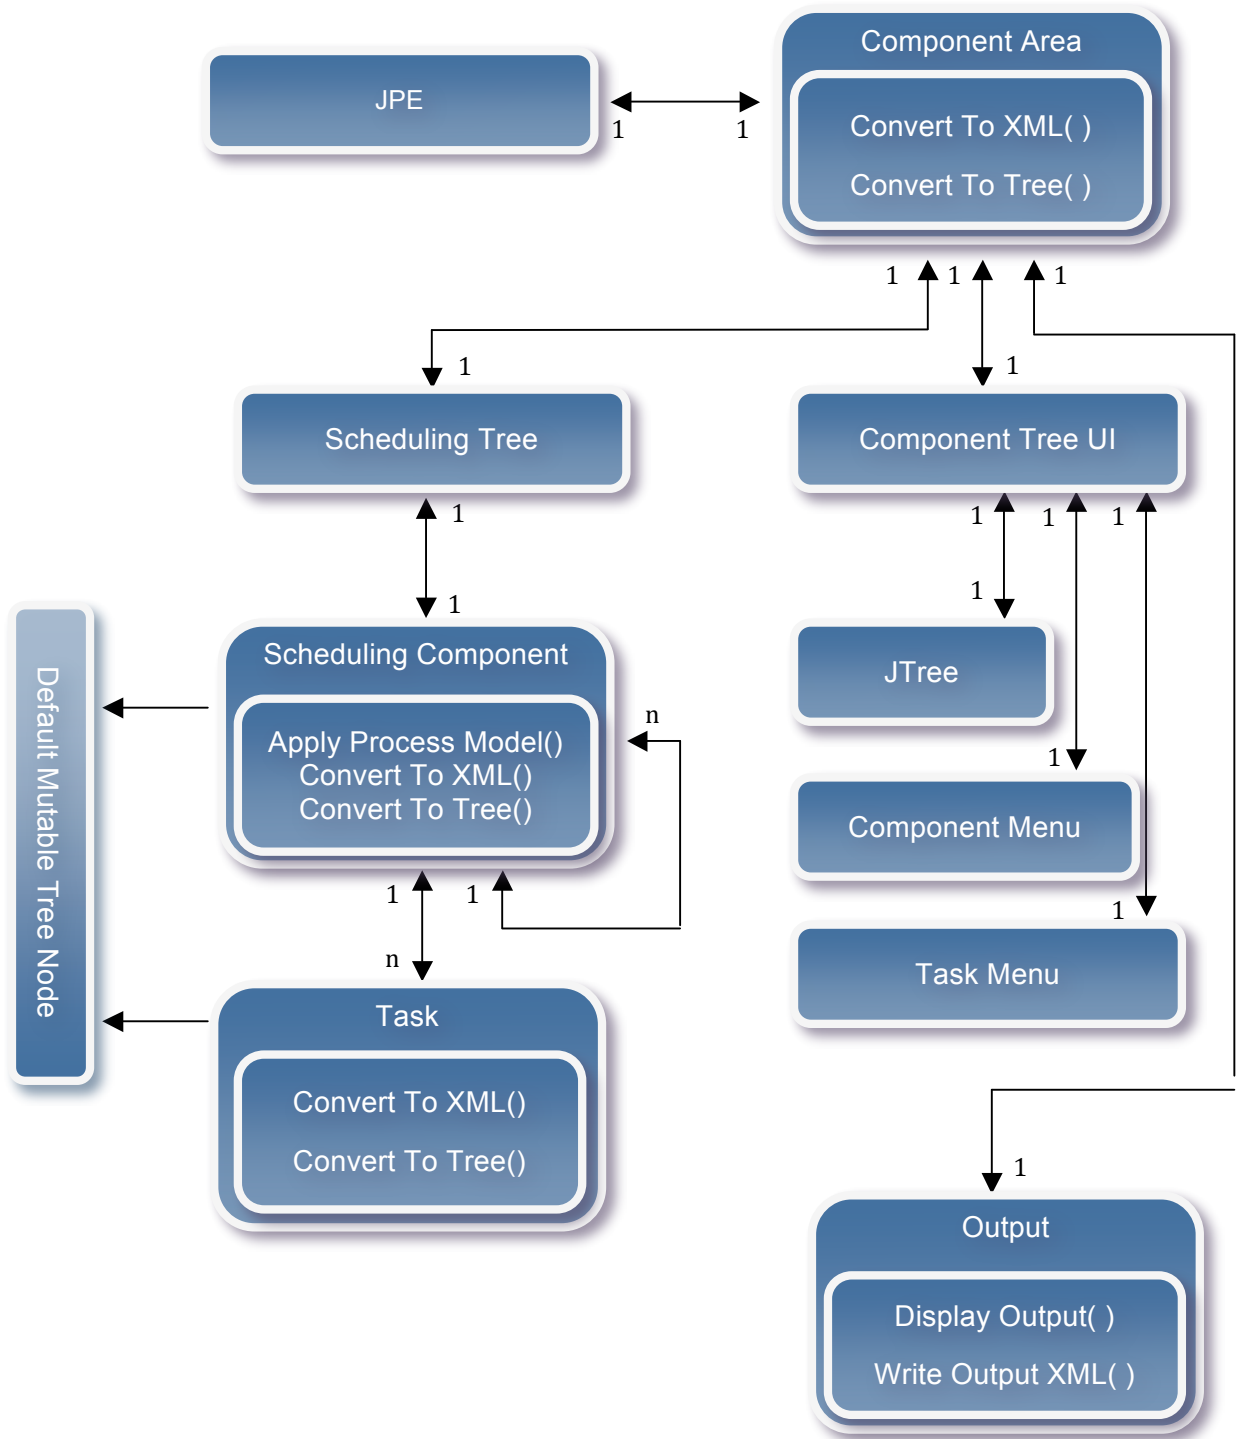 Component Area
JPE
Convert To XML( )
1
1
Convert To Tree( )
1
1
1
1
1
Scheduling Tree
Component Tree UI
1
1
1
1
1
1
Default Mutable Tree Node
Scheduling Component
JTree
n
Apply Process Model()
Convert To XML()
Convert To Tree()
1
Component Menu
1
1
1
n
Task Menu
Task
Convert To XML()
Convert To Tree()
1
Output
Display Output( )
Write Output XML( )